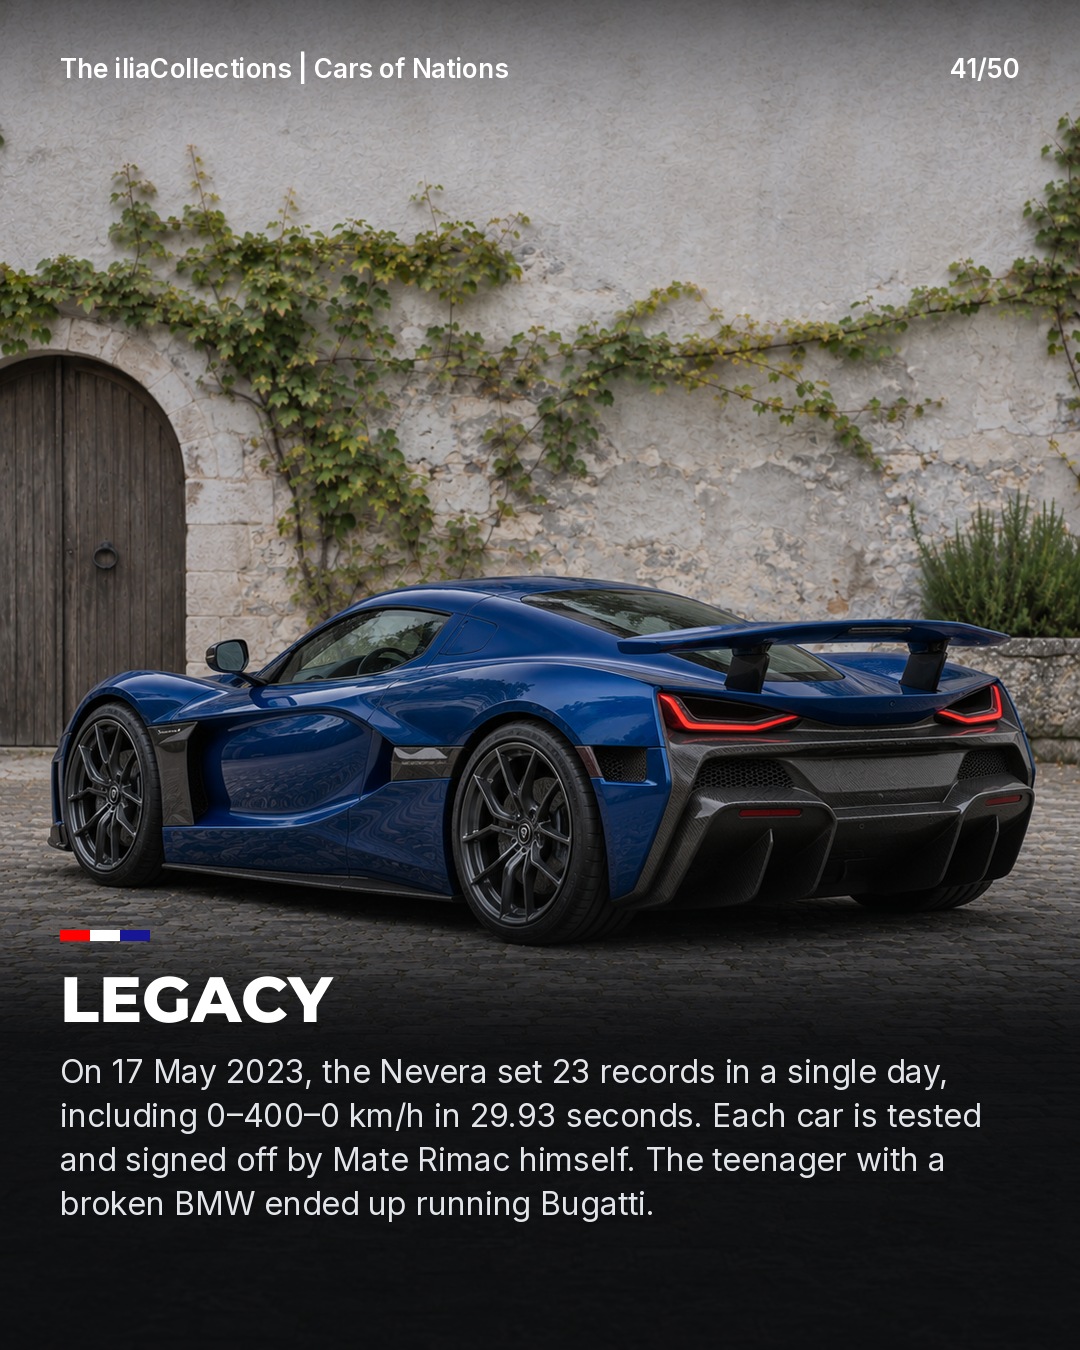 The iliaCollections | Cars of Nations
41/50
LEGACY
On 17 May 2023, the Nevera set 23 records in a single day,
including 0–400–0 km/h in 29.93 seconds. Each car is tested
and signed off by Mate Rimac himself. The teenager with a
broken BMW ended up running Bugatti.